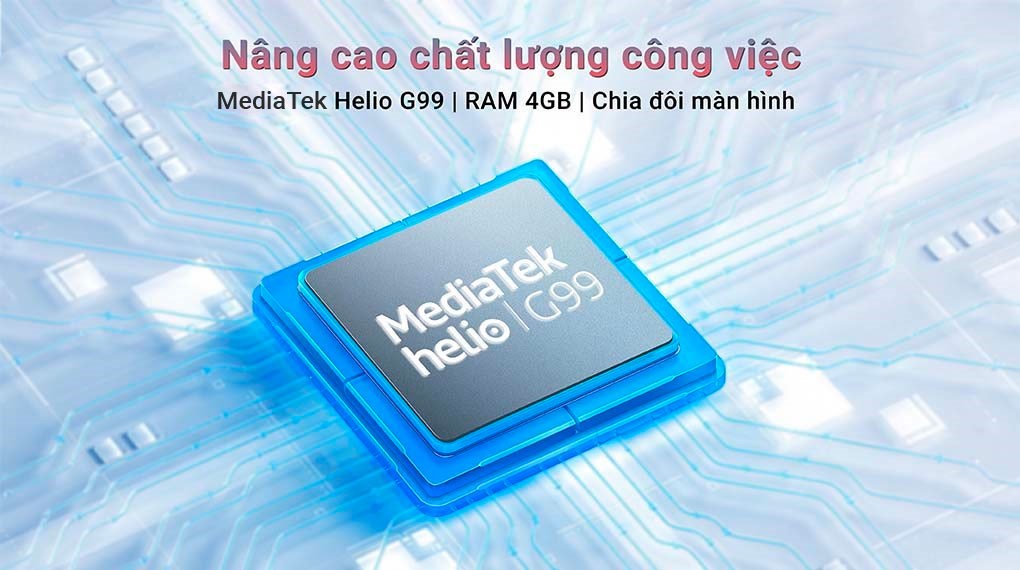 Nâng cao chất lượng công việc
MediaTek Helio G99 | RAM 4GB | Chia đôi màn hình
MediaTek
helio | G99